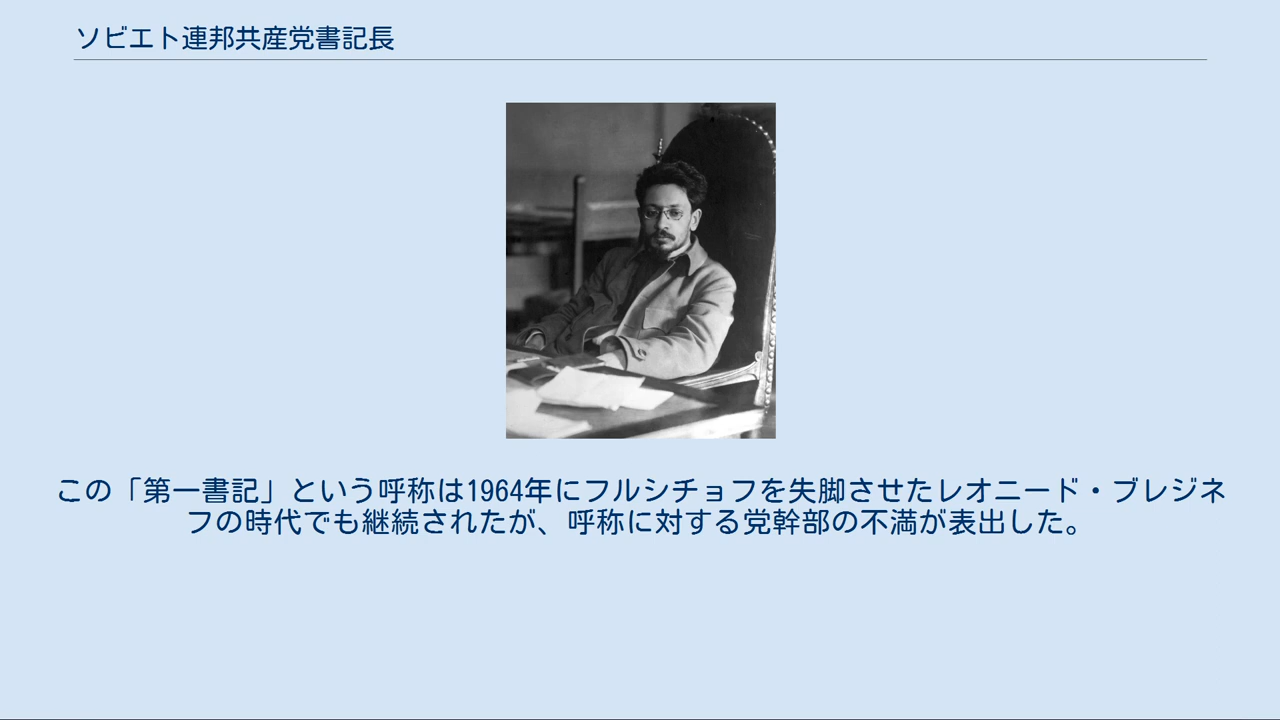 ソビエト連邦共産党書記長
この「第一書記」という呼称は1964年にフルシチョフを失脚させたレオニード・ブレジネ
フの時代でも継続されたが、呼称に対する党幹部の不満が表出した。